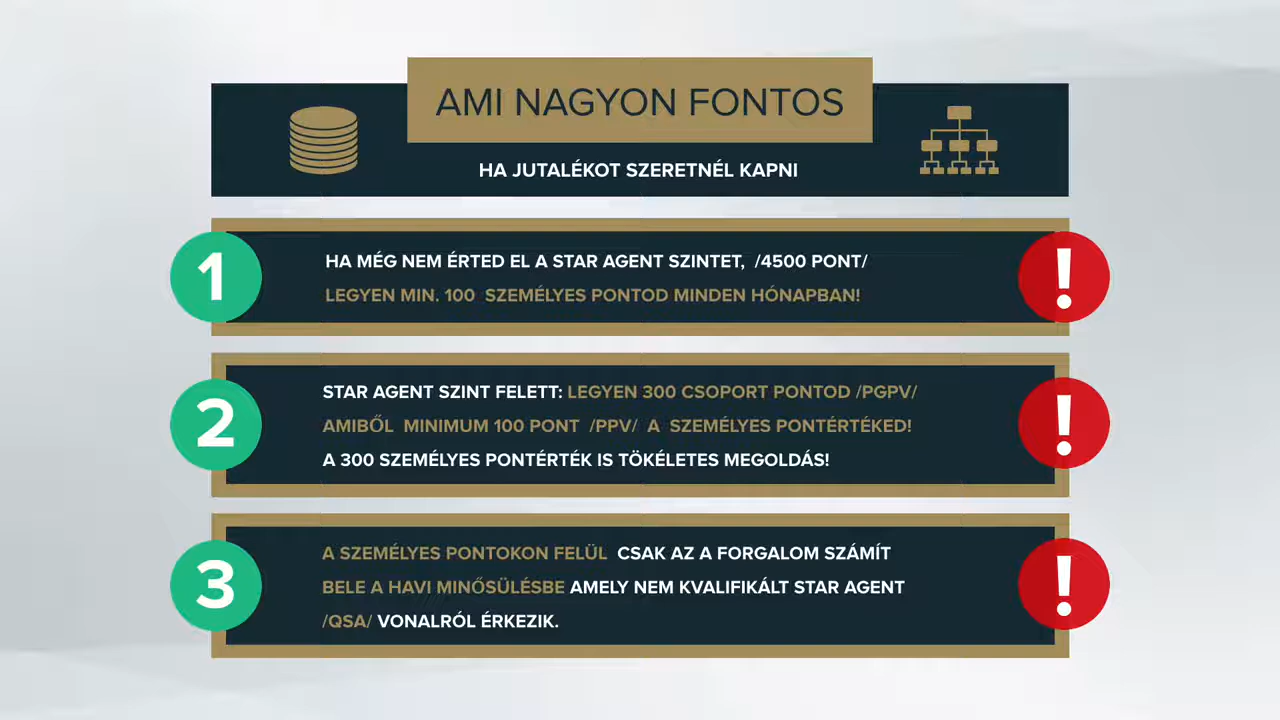 AMI NAGYON FONTOS
HA JUTALÉKOT SZERETNÉL KAPNI
1
HA MÉG NEM ÉRTED EL A STAR AGENT SZINTET, /4500 PONT/
LEGYEN MIN. 100 SZEMÉLYES PONTOD MINDEN HÓNAPBAN!
!
2
STAR AGENT SZINT FELETT: LEGYEN 300 CSOPORT PONTOD /PGPV/
AMIBŐL MINIMUM 100 PONT /PPV/ A SZEMÉLYES PONTÉRTÉKED!
A 300 SZEMÉLYES PONTÉRTÉK IS TÖKÉLETES MEGOLDÁS!
!
3
A SZEMÉLYES PONTOKON FELÜL CSAK AZ A FORGALOM SZÁMÍT
BELE A HAVI MINŐSÜLÉSBE AMELY NEM KVALIFIKÁLT STAR AGENT
/QSA/ VONALRÓL ÉRKEZIK.
!